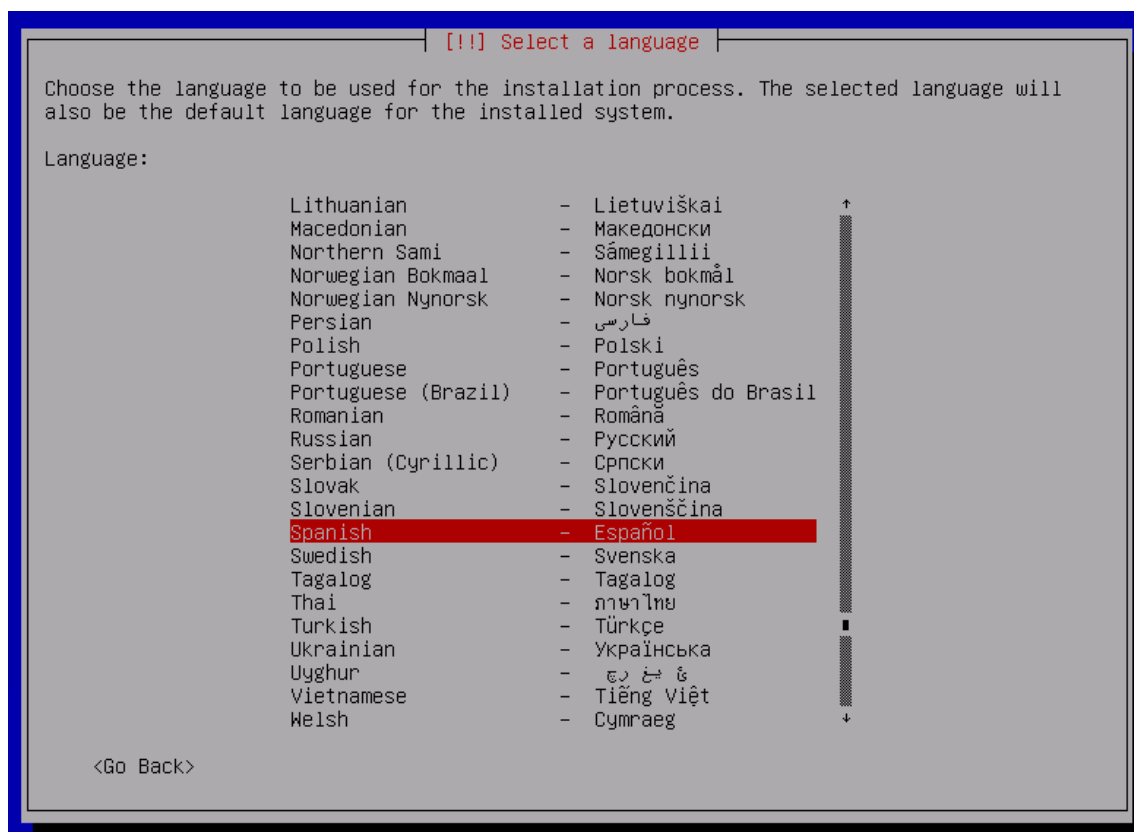 [!!] Select a language
Choose the language to be used for the installation process. The selected language will
also be the default language for the installed system.
Language:
Lithuanian - Lietuviškai
Macedonian - Македонски
Northern Sami - Sámegillii
Norwegian Bokmaal - Norsk bokmål
Norwegian Nynorsk - Norsk nynorsk
Persian - فارسی
Polish - Polski
Portuguese - Português
Portuguese (Brazil) - Português do Brasil
Romanian - Română
Russian - Русский
Serbian (Cyrillic) - Српски
Slovak - Slovenčina
Slovenian - Slovenščina
Spanish - Español
Swedish - Svenska
Tagalog - Tagalog
Thai - ภาษาไทย
Turkish - Türkçe
Ukrainian - Українська
Uyghur -
Vietnamese - Tiếng Việt
Welsh - Cymraeg
<Go Back>